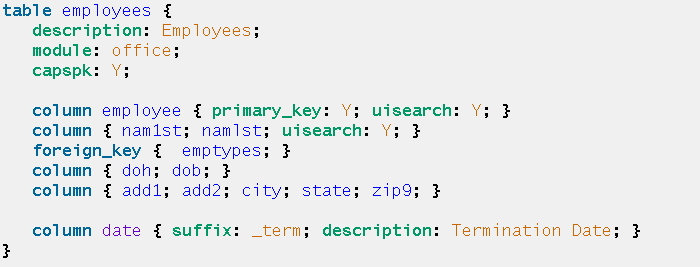 table employees {
description: Employees;
module: office;
capspk: Y;
column employee { primary_key: Y; uisearch: Y; }
column { nam1st; namlst; uisearch: Y; }
foreign_key {  emptypes; }
column { doh; dob; }
column { add1; add2; city; state; zip9; }
column date { suffix: _term; description: Termination Date; }
}